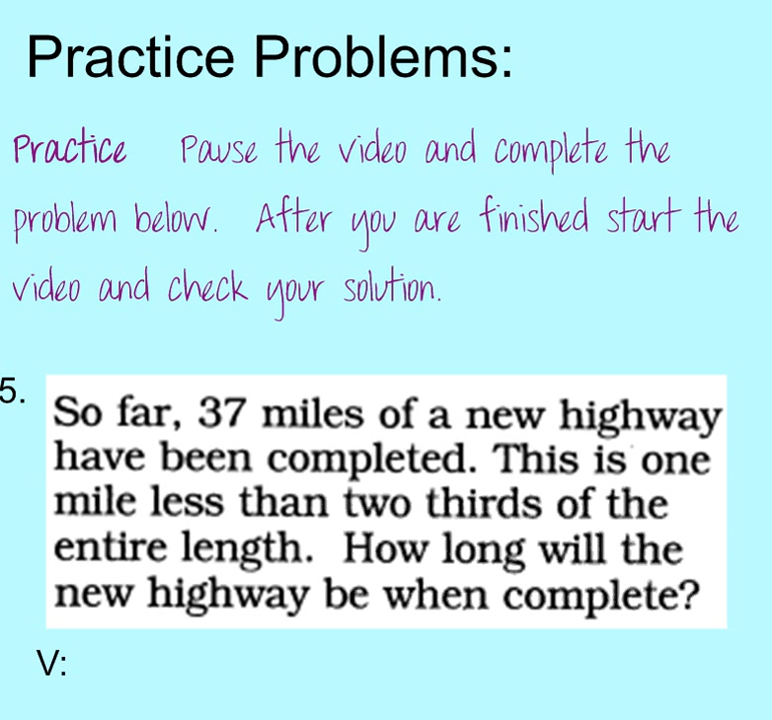 Practice Problems:
Practice Pause the video and complete the
problem below. After you are finished start the
video and check your solution.
5. So far, 37 miles of a new highway
have been completed. This is one
mile less than two thirds of the
entire length. How long will the
new highway be when complete?
V: